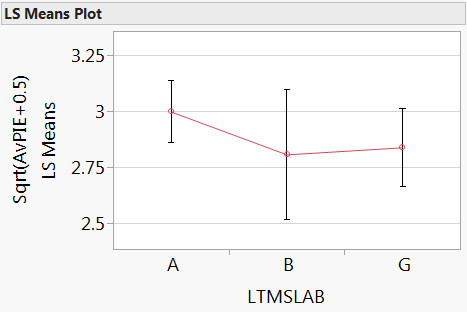 LS Means Plot
Sqrt(AvPIE+0.5)
LS Means
3.25
3
2.75
2.5
A B G
LTMSLAB